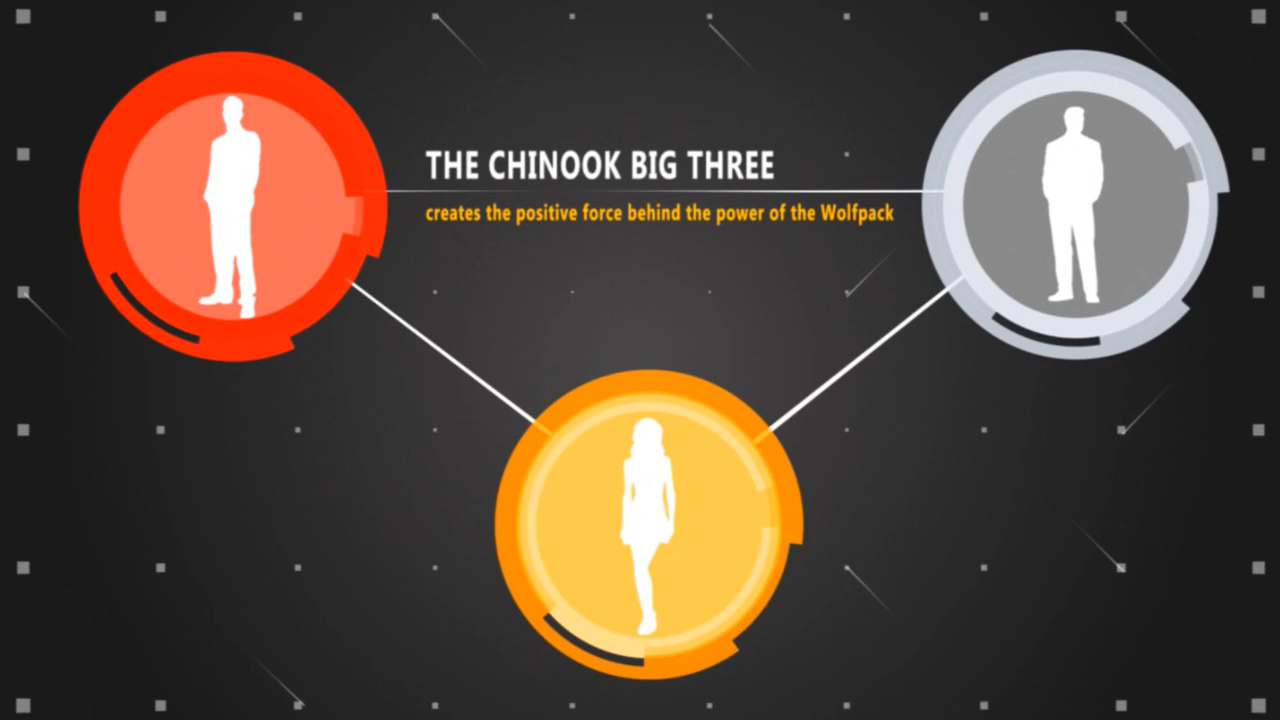 THE CHINOOK BIG THREE
creates the positive force behind the power of the Wolfpack